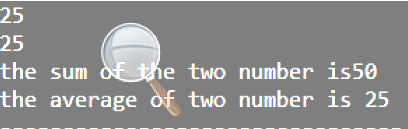 25
25
the sum of the two number is50
the average of two number is 25